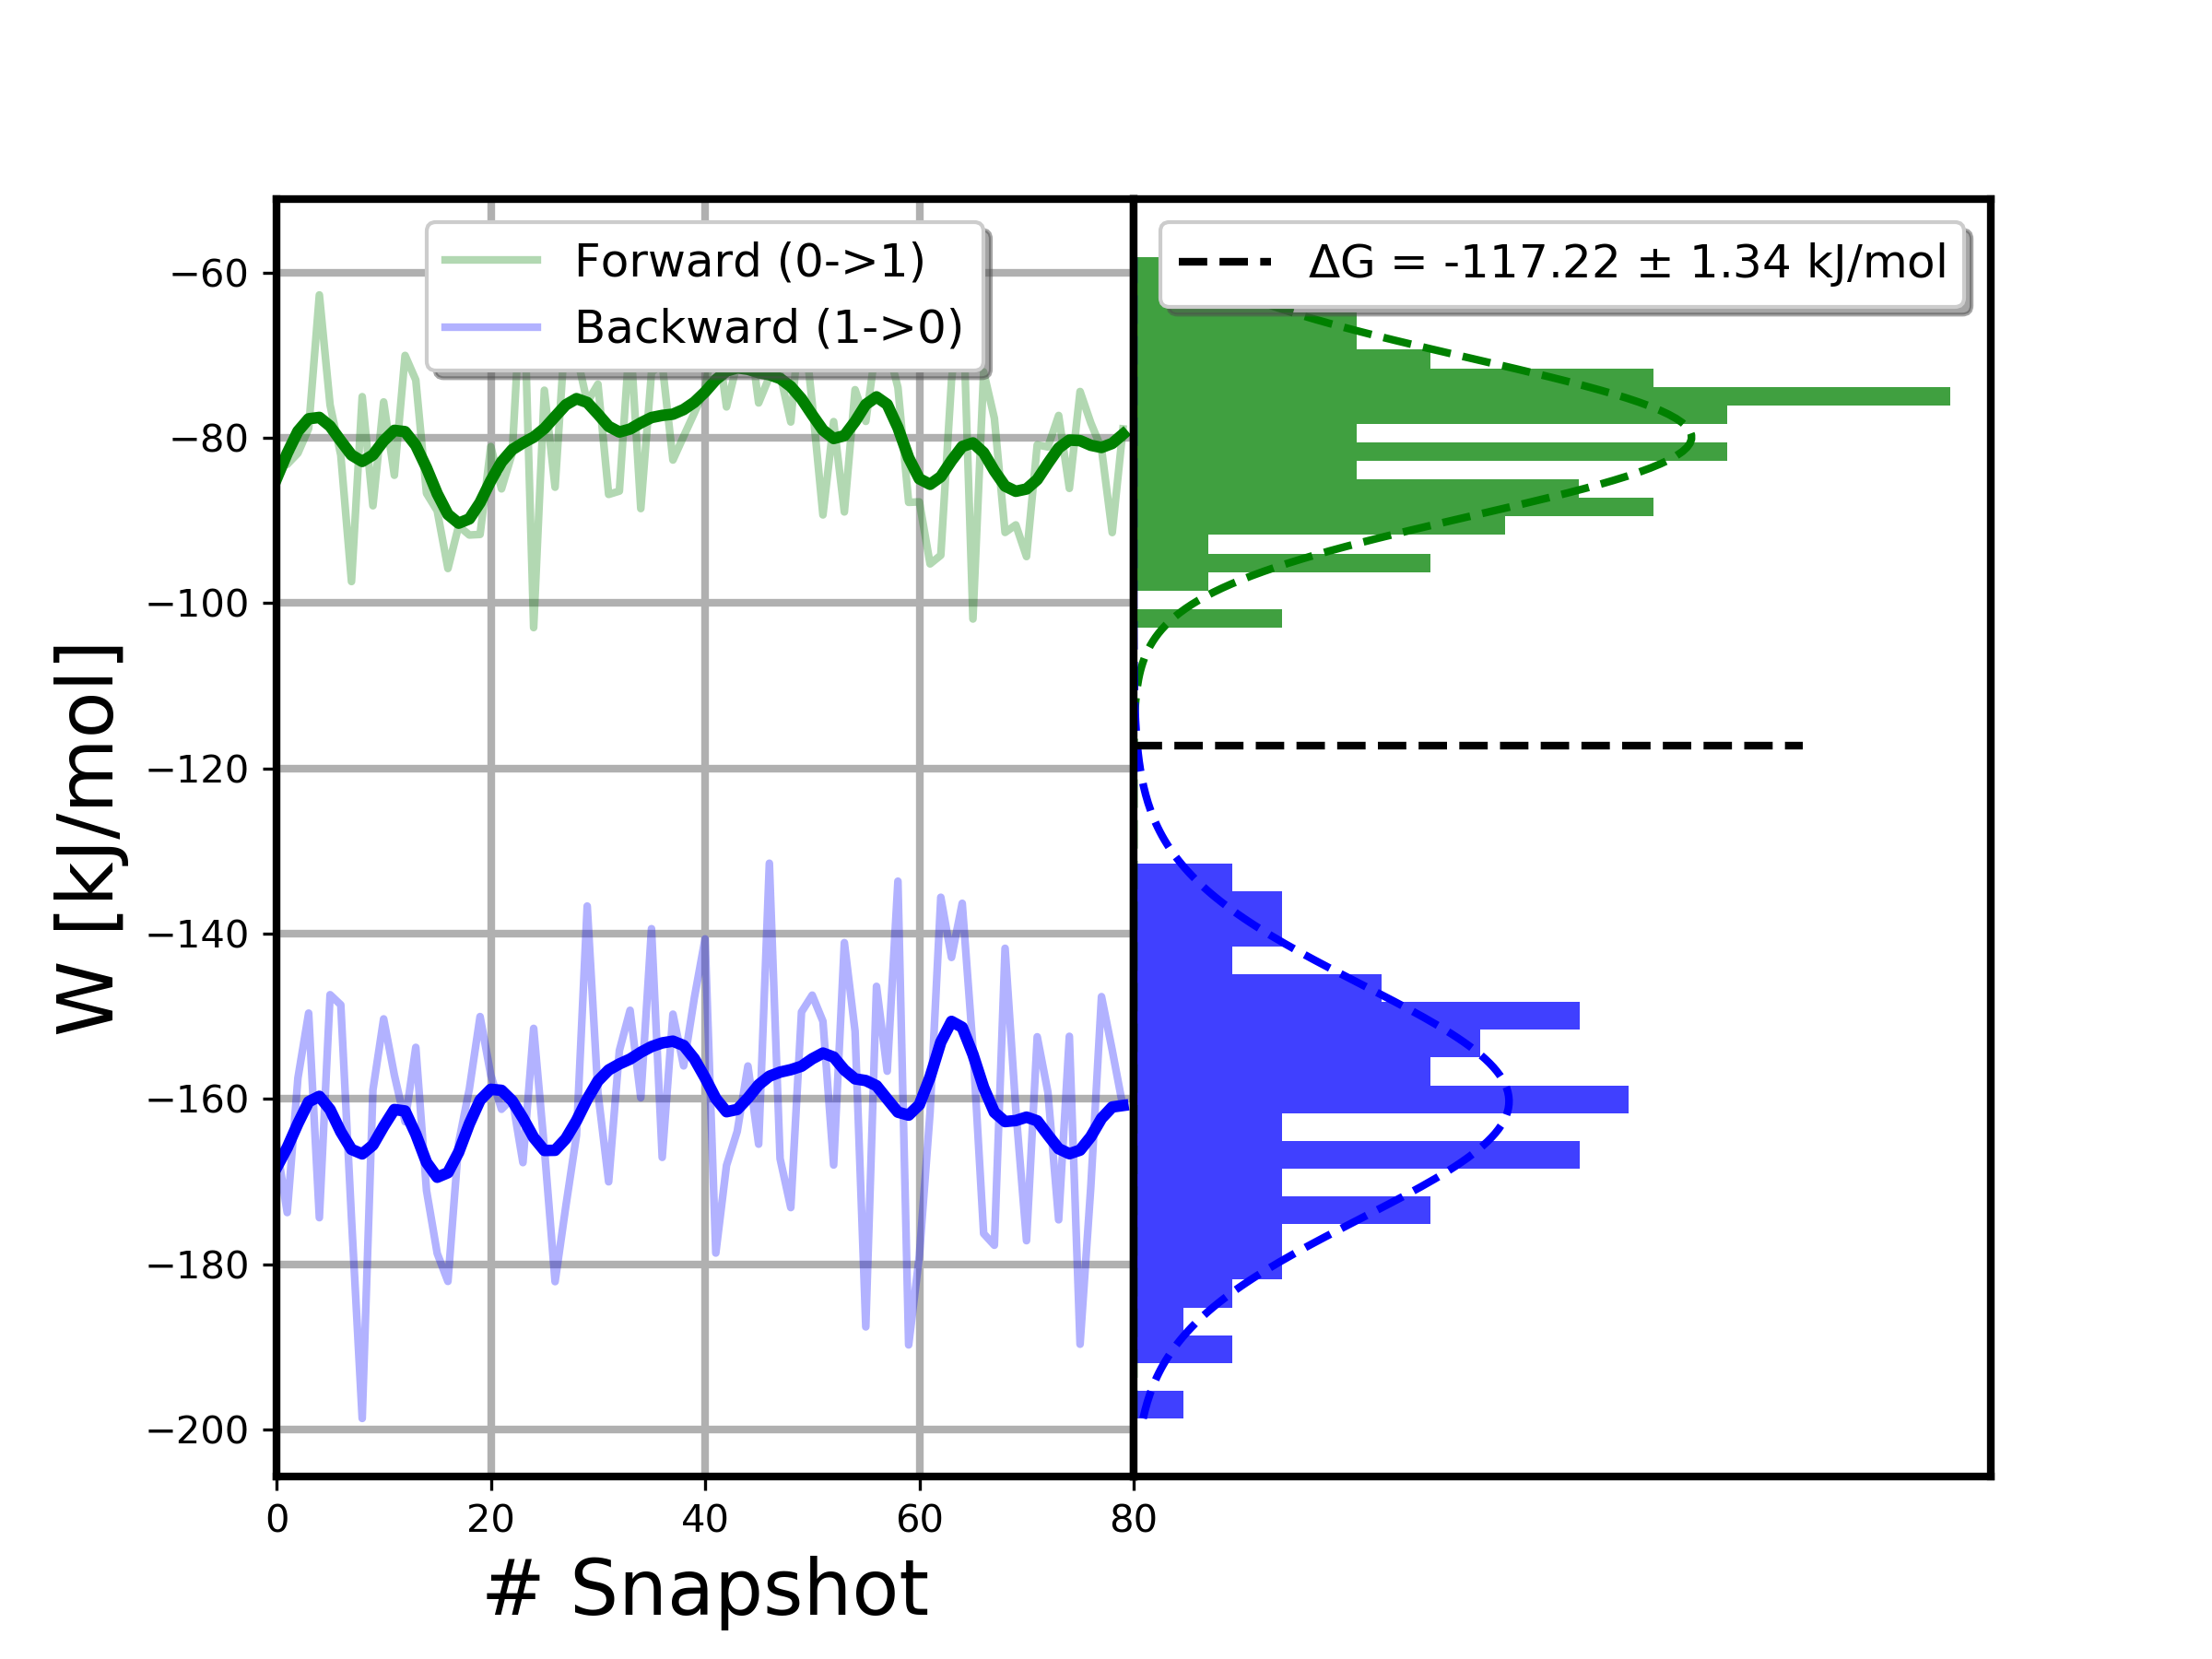 Forward (0->1)
Backward (1->0)
ΔG = -117.22 ± 1.34 kJ/mol
W [kJ/mol]
−60
−80
−100
−120
−140
−160
−180
−200
0 20 40 60 80
# Snapshot